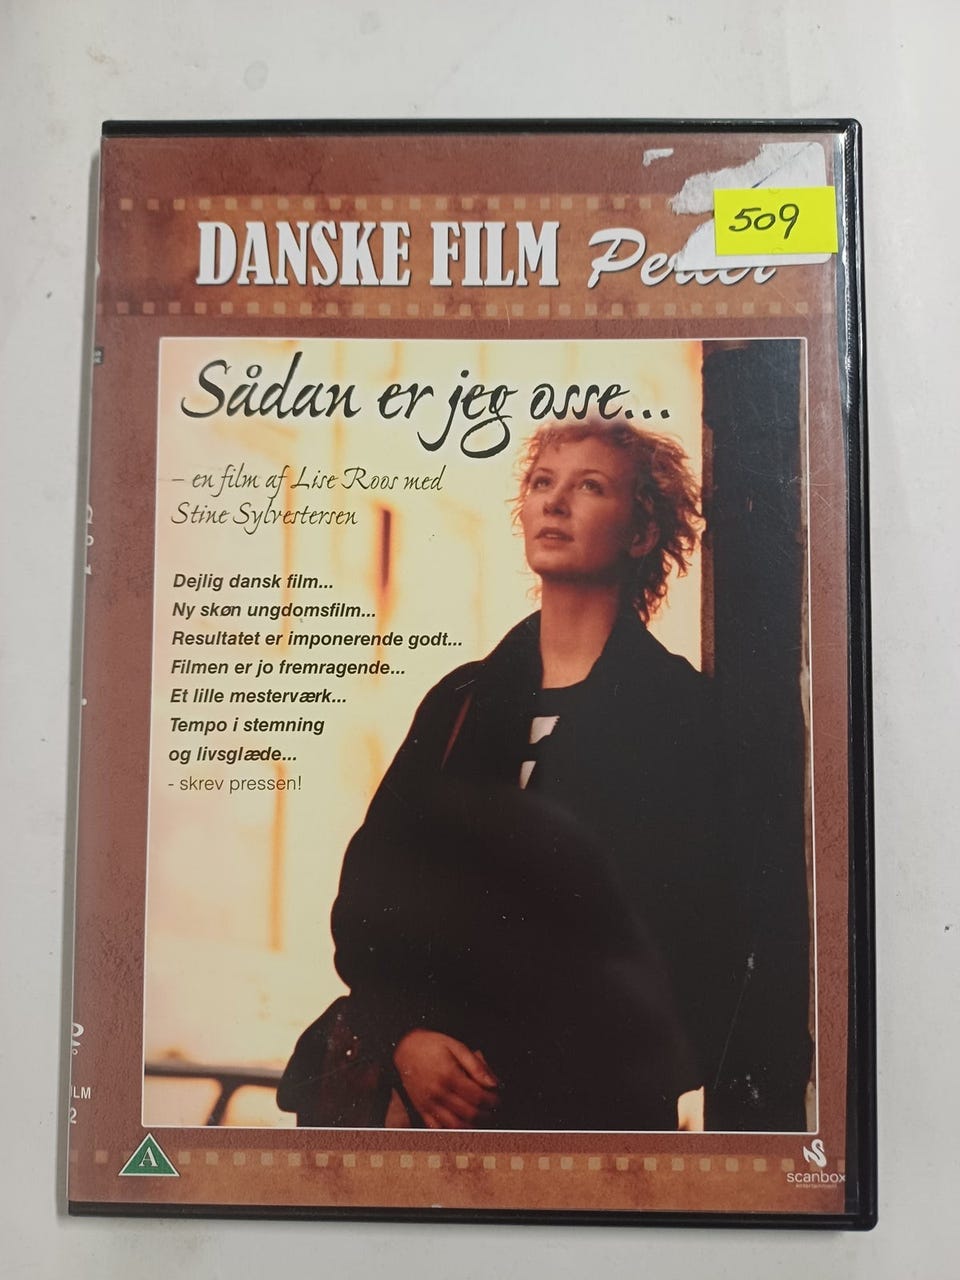 DANSKE FILM
509
Sådan er jeg osse...
– en film af Lise Roos med
Stine Sylvestersen
Dejlig dansk film...
Ny skøn ungdomsfilm...
Resultatet er imponerende godt...
Filmen er jo fremragende...
Et lille mesterværk...
Tempo i stemning
og livsglæde...
- skrev pressen!
A
scanbox
entertainment